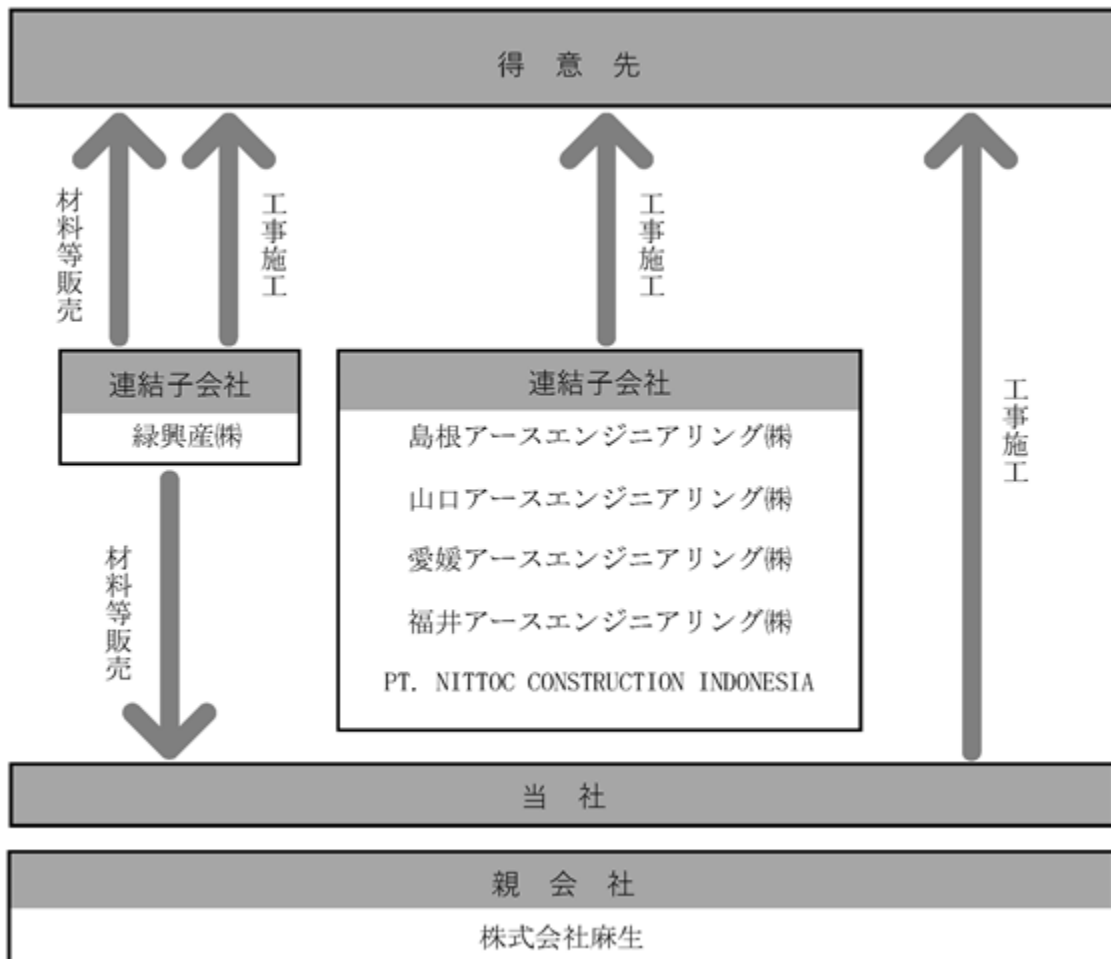 得意先
材料等販売
工事施工
工事施工
工事施工
連結子会社
緑興産㈱
連結子会社
島根アースエンジニアリング㈱
山口アースエンジニアリング㈱
愛媛アースエンジニアリング㈱
福井アースエンジニアリング㈱
PT. NITTOC CONSTRUCTION INDONESIA
材料等販売
当社
親会社
株式会社麻生